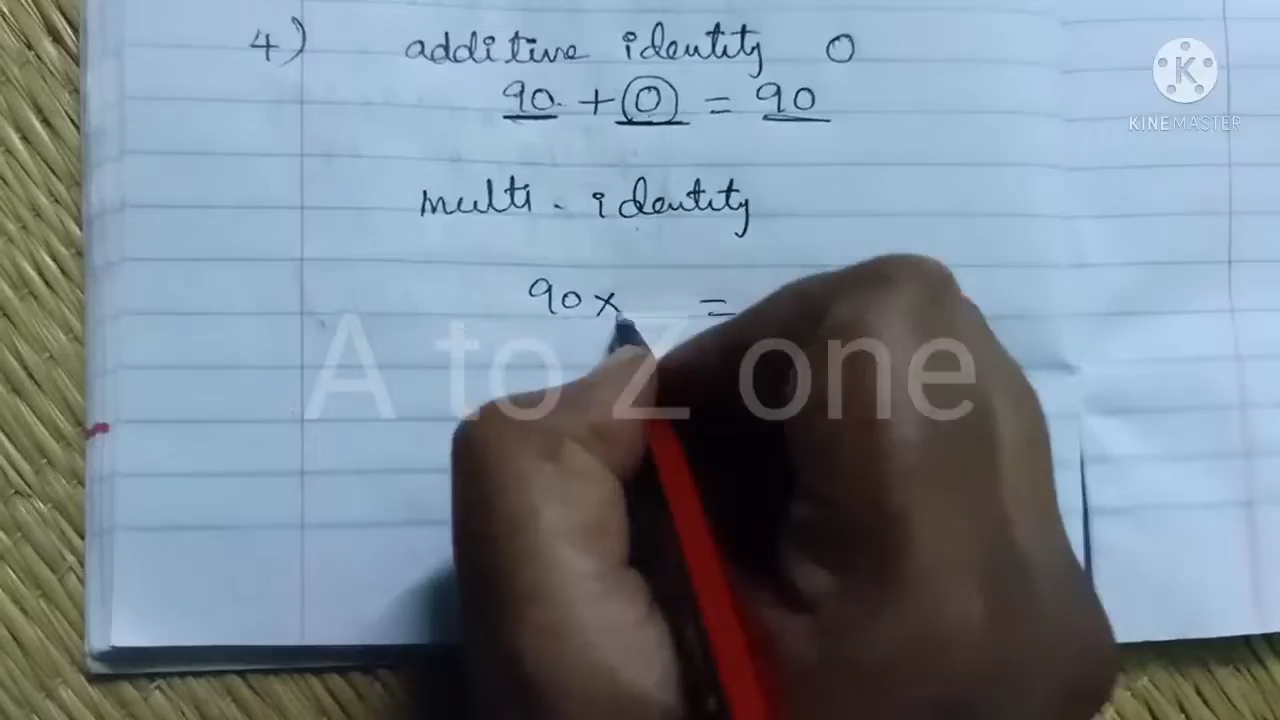 4) additive identity 0
90 + 0 = 90
multi - identity
90 x =
A to Z one
K
KINEMASTER